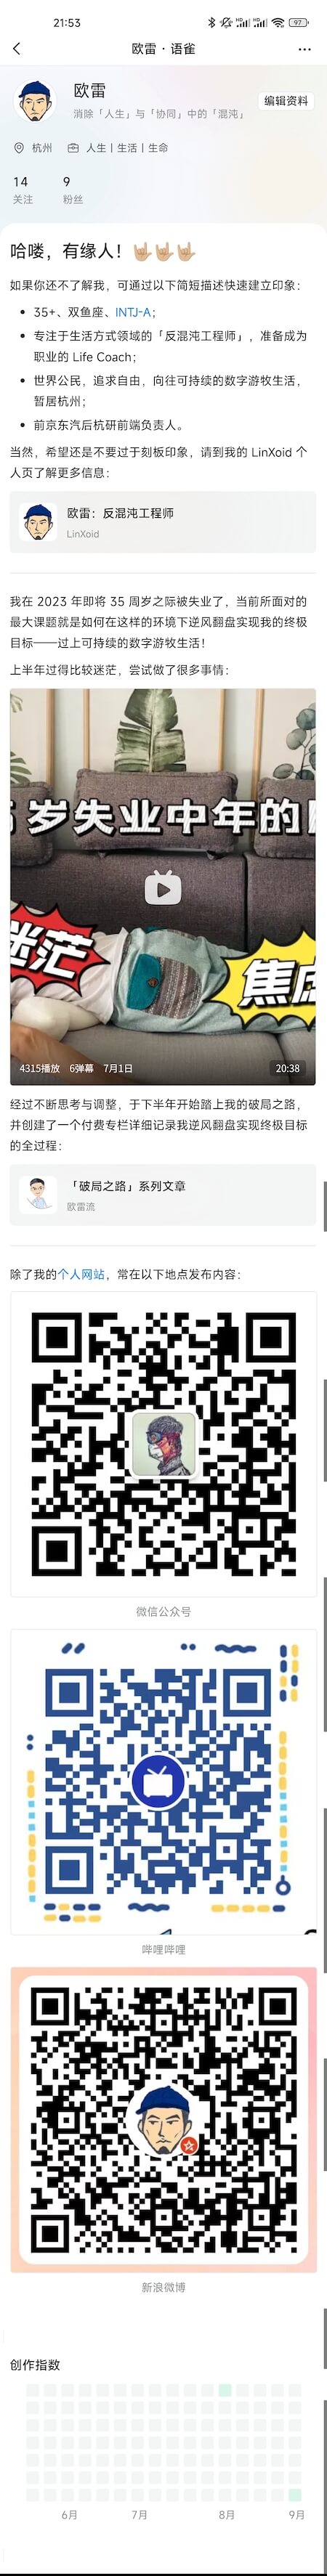 21:53
97
欧雷 · 语雀
欧雷
消除「人生」与「协同」中的「混沌」
编辑资料
杭州 人生 | 生活 | 生命
14 9
关注 粉丝
哈喽，有缘人！🤟🏼🤟🏼🤟🏼
如果你还不了解我，可通过以下简短描述快速建立印象：
• 35+、双鱼座、INTJ-A；
• 专注于生活方式领域的「反混沌工程师」，准备成为
职业的 Life Coach；
• 世界公民，追求自由，向往可持续的数字游牧生活，
暂居杭州；
• 前京东汽后杭研前端负责人。
当然，希望还是不要过于刻板印象，请到我的 LinXoid 个
人页了解更多信息：
欧雷：反混沌工程师
LinXoid
我在 2023 年即将 35 周岁之际被失业了，当前所面对的
最大课题就是如何在这样的环境下逆风翻盘实现我的终极
目标——过上可持续的数字游牧生活！
上半年过得比较迷茫，尝试做了很多事情：
岁失业中年的
迷茫
焦虑
4315播放 6弹幕 7月1日 20:38
经过不断思考与调整，于下半年开始踏上我的破局之路，
并创建了一个付费专栏详细记录我逆风翻盘实现终极目标
的全过程：
「破局之路」系列文章
欧雷流
除了我的个人网站，常在以下地点发布内容：
微信公众号
哔哩哔哩
新浪微博
创作指数
6月 7月 8月 9月